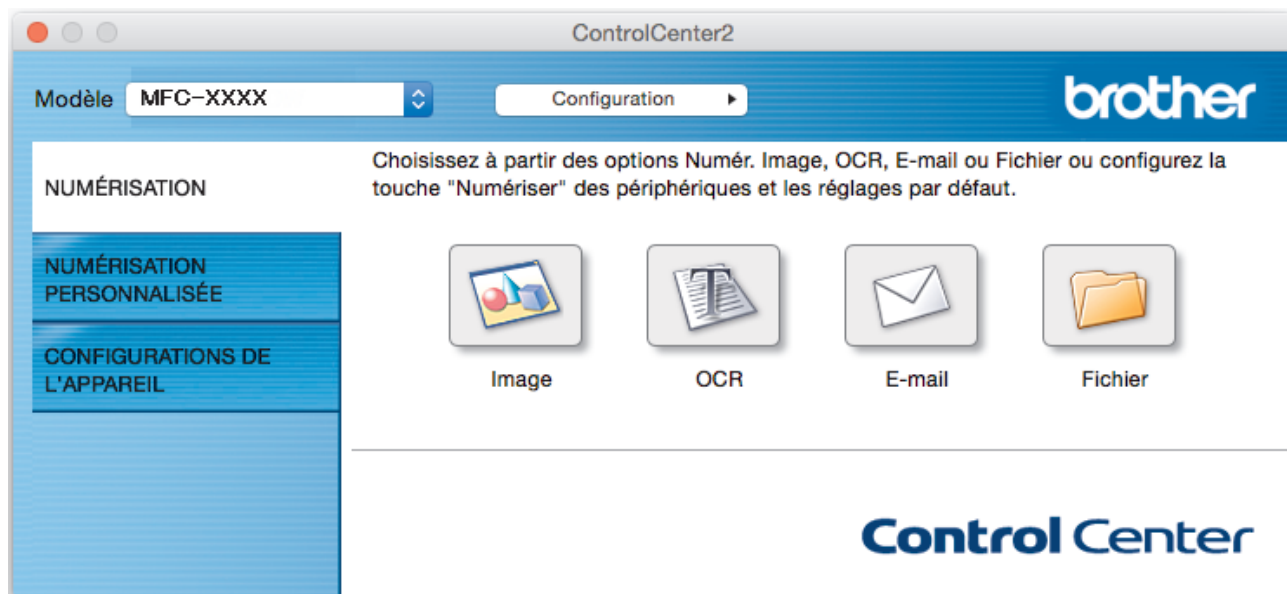 ControlCenter2
Modèle MFC-XXXX Configuration brother
Choisissez à partir des options Numér. Image, OCR, E-mail ou Fichier ou configurez la
touche "Numériser" des périphériques et les réglages par défaut.
NUMÉRISATION
NUMÉRISATION
PERSONNALISÉE
CONFIGURATIONS DE
L'APPAREIL
Image OCR E-mail Fichier
Control Center